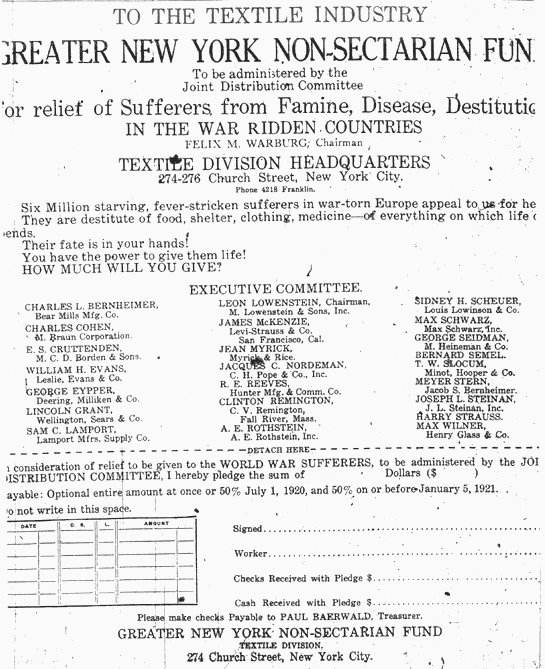 TO THE TEXTILE INDUSTRY
GREATER NEW YORK NON-SECTARIAN FUN
To be administered by the
Joint Distribution Committee
or relief of Sufferers from Famine, Disease, Destitutio
IN THE WAR RIDDEN COUNTRIES
FELIX M. WARBURG, Chairman
TEXTILE DIVISION HEADQUARTERS
274-276 Church Street, New York City.
Phone 4218 Franklin.
Six Million starving, fever-stricken sufferers in war-torn Europe appeal to us for he
They are destitute of food, shelter, clothing, medicine—of everything on which life d
ends.
Their fate is in your hands!
You have the power to give them life!
HOW MUCH WILL YOU GIVE?
EXECUTIVE COMMITTEE.
CHARLES L. BERNHEIMER,
Bear Mills Mfg. Co.
CHARLES COHEN,
M. Braun Corporation.
E. S. CRUTTENDEN,
M. C. D. Borden & Sons.
WILLIAM H. EVANS,
Leslie, Evans & Co.
GEORGE EYPPER,
Deering, Milliken & Co.
LINCOLN GRANT,
Wellington, Sears & Co.
SAM C. LAMPORT,
Lamport Mfrs. Supply Co.
LEON LOWENSTEIN, Chairman,
M. Lowenstein & Sons, Inc.
JAMES McKENZIE,
Levi-Strauss & Co.
San Francisco, Cal.
JEAN MYRICK,
Myrick & Rice.
JACQUES C. NORDEMAN,
C. H. Pope & Co., Inc.
R. E. REEVES,
Hunter Mfg. & Comm. Co.
CLINTON REMINGTON,
C. V. Remington,
Fall River, Mass.
A. E. ROTHSTEIN,
A. E. Rothstein, Inc.
SIDNEY H. SCHEUER,
Louis Lowinson & Co.
MAX SCHWARZ,
Max Schwarz, Inc.
GEORGE SEIDMAN,
M. Heineman & Co.
BERNARD SEMEL.
T. W. SLOCUM,
Minot, Hooper & Co.
MEYER STERN,
Jacob S. Bernheimer.
JOSEPH L. STEINAN,
J. L. Steinan, Inc.
HARRY STRAUSS.
MAX WILNER,
Henry Glass & Co.
DETACH HERE
n consideration of relief to be given to the WORLD WAR SUFFERERS, to be administered by the JOI
DISTRIBUTION COMMITTEE, I hereby pledge the sum of Dollars ($ )
ayable: Optional entire amount at once or 50% July 1, 1920, and 50% on or before January 5, 1921.
o not write in this space.
DATE C. S. L. AMOUNT
Signed
Worker
Checks Received with Pledge $
Cash Received with Pledge $
Please make checks Payable to PAUL BAERWALD, Treasurer.
GREATER NEW YORK NON-SECTARIAN FUND
TEXTILE DIVISION,
274 Church Street, New York City.